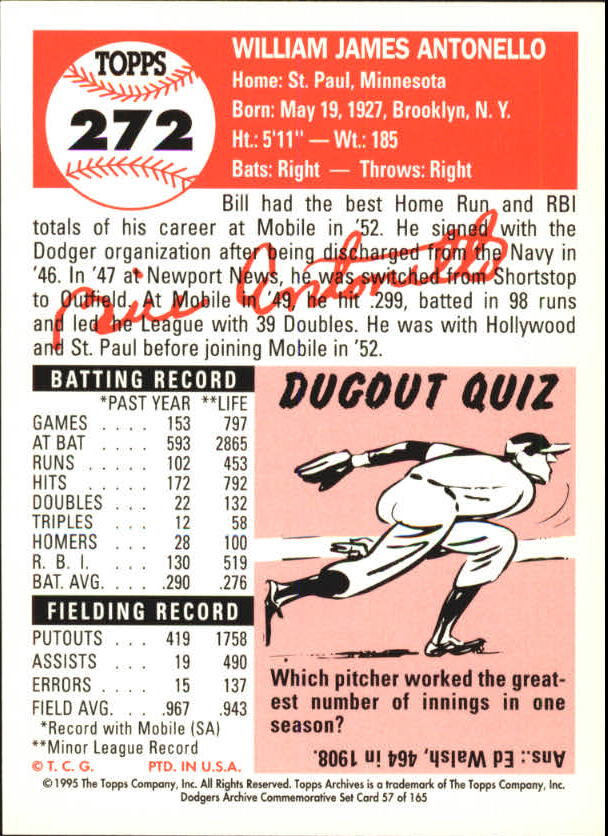 TOPPS
272
WILLIAM JAMES ANTONELLO
Home: St. Paul, Minnesota
Born: May 19, 1927, Brooklyn, N. Y.
Ht.: 5'11" — Wt.: 185
Bats: Right — Throws: Right
Bill had the best Home Run and RBI
totals of his career at Mobile in '52. He signed with the
Dodger organization after being discharged from the Navy in
'46. In '47 at Newport News, he was switched from Shortstop
to Outfield. At Mobile in '49, he hit .299, batted in 98 runs
and led he League with 39 Doubles. He was with Hollywood
and St. Paul before joining Mobile in '52.
Bill Antonello
BATTING RECORD
*PAST YEAR **LIFE
GAMES . . . . 153 797
AT BAT . . . . 593 2865
RUNS . . . . . 102 453
HITS . . . . . 172 792
DOUBLES . . . 22 132
TRIPLES . . . 12 58
HOMERS . . . 28 100
R. B. I. . . . . 130 519
BAT. AVG. . . . .290 .276
FIELDING RECORD
PUTOUTS . . . 419 1758
ASSISTS . . . 19 490
ERRORS . . . . 15 137
FIELD AVG. . . .967 .943
*Record with Mobile (SA)
**Minor League Record
© T. C. G. PTD. IN U.S.A.
DUGOUT QUIZ
Which pitcher worked the great-
est number of innings in one
season?
Ans.: Ed Walsh, 464, in 1908.
© 1995 The Topps Company, Inc. All Rights Reserved. Topps Archives is a trademark of The Topps Company, Inc.
Dodgers Archive Commemorative Set Card 57 of 165